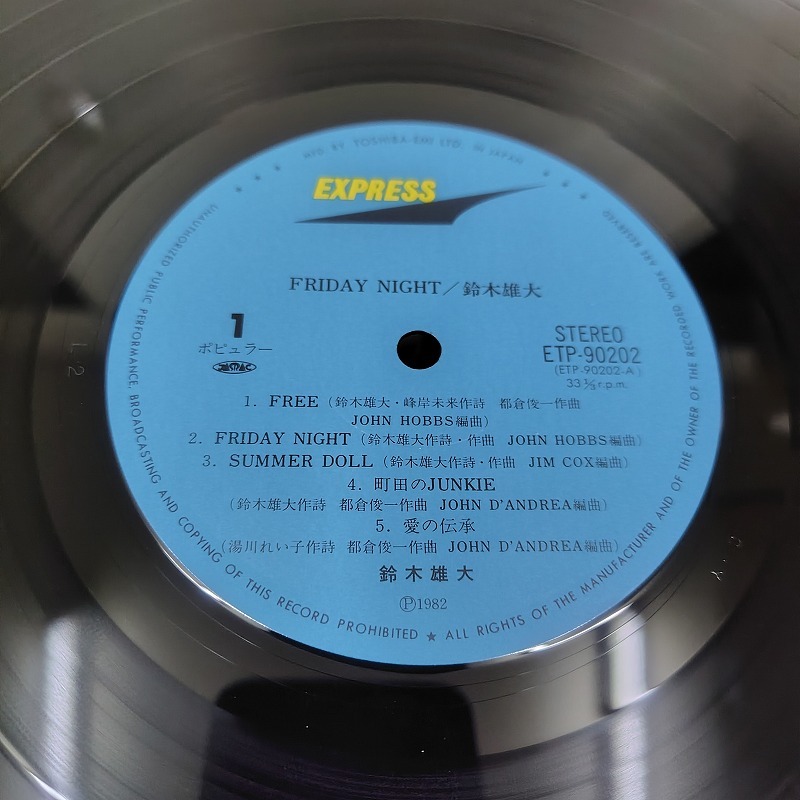 MFD. BY TOSHIBA-EMI LTD. IN JAPAN
EXPRESS
FRIDAY NIGHT/鈴木雄大
1
ポピュラー
JASRAC
STEREO
ETP-90202
(ETP-90202-A)
33⅓r.p.m.
1. FREE (鈴木雄大・峰岸未来作詩 都倉俊一作曲
JOHN HOBBS編曲)
2. FRIDAY NIGHT (鈴木雄大作詩・作曲 JOHN HOBBS編曲)
3. SUMMER DOLL (鈴木雄大作詩・作曲 JIM COX編曲)
4. 町田のJUNKIE
(鈴木雄大作詩 都倉俊一作曲 JOHN D'ANDREA編曲)
5. 愛の伝承
(湯川れい子作詩 都倉俊一作曲 JOHN D'ANDREA編曲)
鈴木雄大
Ⓟ1982
UNAUTHORIZED PUBLIC PERFORMANCE, BROADCASTING AND COPYING OF THIS RECORD PROHIBITED ★ ALL RIGHTS OF THE MANUFACTURER AND OF THE OWNER OF THE RECORDED WORK ARE RESERVED
L2